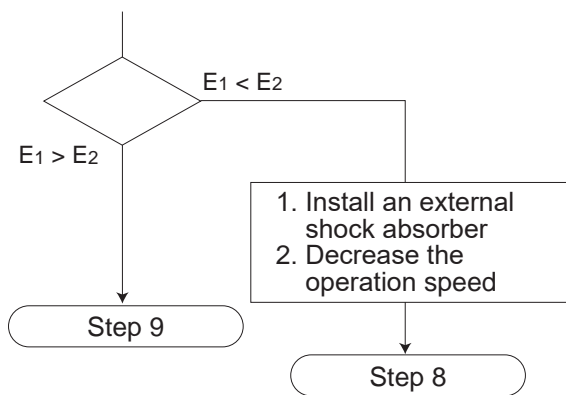 E1 < E2
E1 > E2
1. Install an external
shock absorber
2. Decrease the
operation speed
Step 9
Step 8